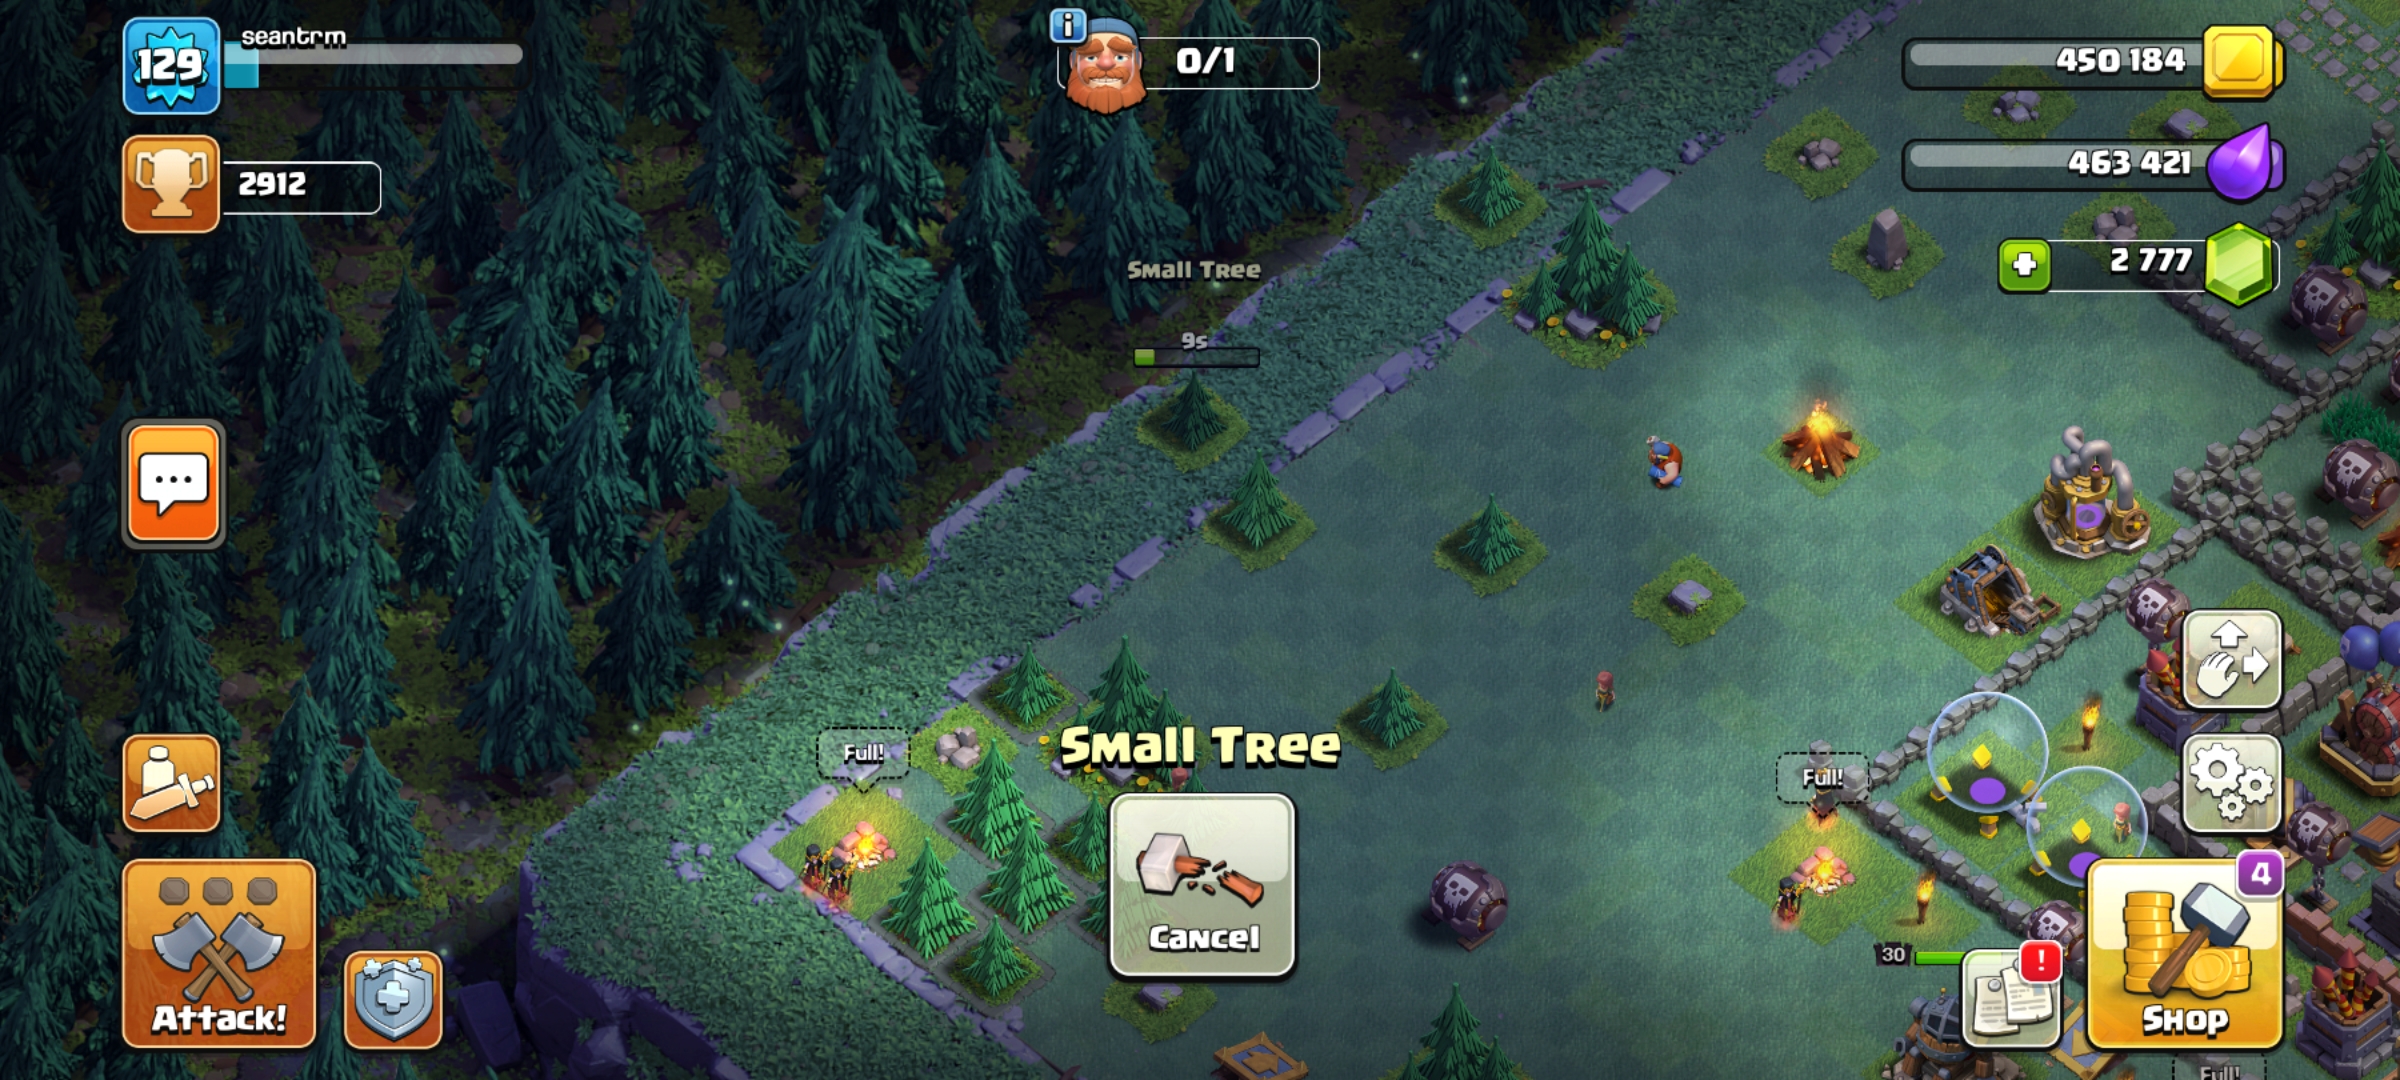 129
seantrm
i
0/1
450 184
2912
463 421
2 777
Small Tree
9s
Small Tree
Full!
Full!
Cancel
30
!
4
Attack!
Shop
Full!